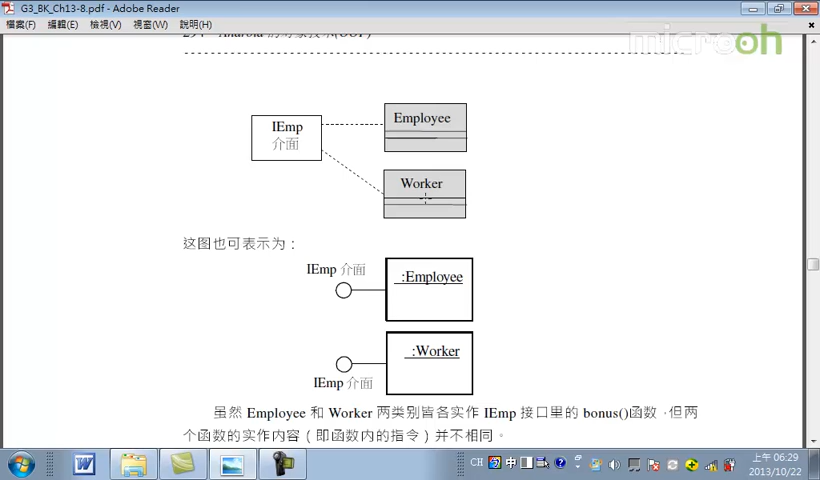 G3_BK_Ch13-8.pdf - Adobe Reader
檔案(F) 編輯(E) 檢視(V) 視窗(W) 說明(H)
microoh
IEmp
介面
Employee
Worker
这图也可表示为：
IEmp 介面
:Employee
:Worker
IEmp 介面
虽然 Employee 和 Worker 两类别皆各实作 IEmp 接口里的 bonus()函数，但两
个函数的实作内容（即函数内的指令）并不相同。
CH 中
上午 06:29
2013/10/22